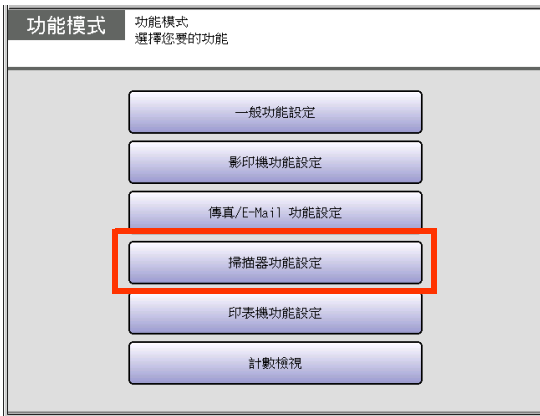 功能模式
功能模式
選擇您要的功能
一般功能設定
影印機功能設定
傳真/E-Mail 功能設定
掃描器功能設定
印表機功能設定
計數檢視